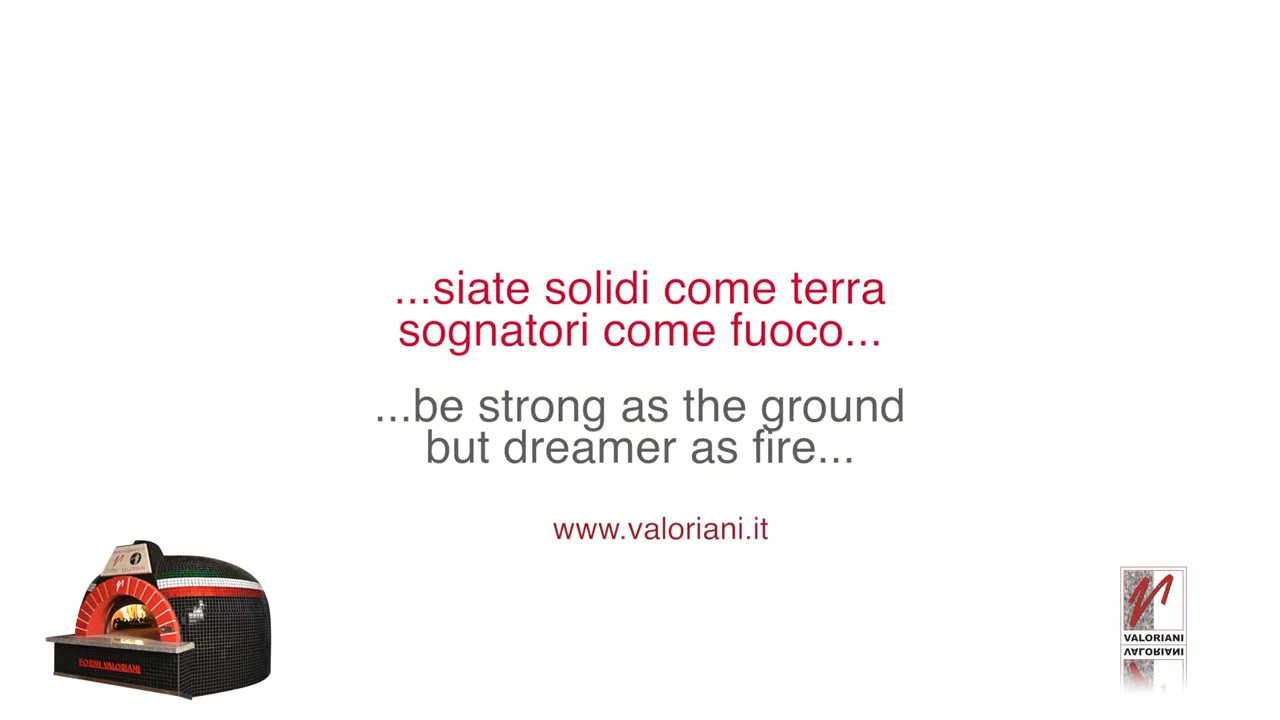 ...siate solidi come terra
sognatori come fuoco...
...be strong as the ground
but dreamer as fire...
www.valoriani.it
FORNI VALORIANI
VALORIANI